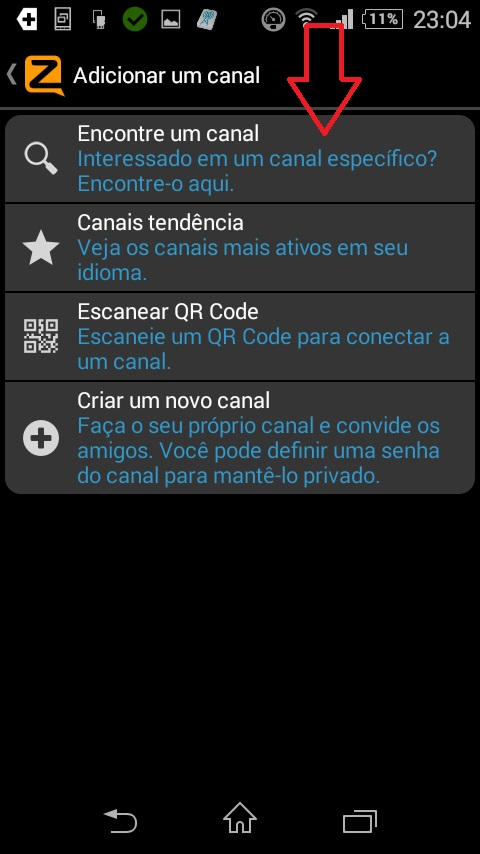 11% 23:04
Adicionar um canal
Encontre um canal
Interessado em um canal específico?
Encontre-o aqui.
Canais tendência
Veja os canais mais ativos em seu
idioma.
Escanear QR Code
Escaneie um QR Code para conectar a
um canal.
Criar um novo canal
Faça o seu próprio canal e convide os
amigos. Você pode definir uma senha
do canal para mantê-lo privado.